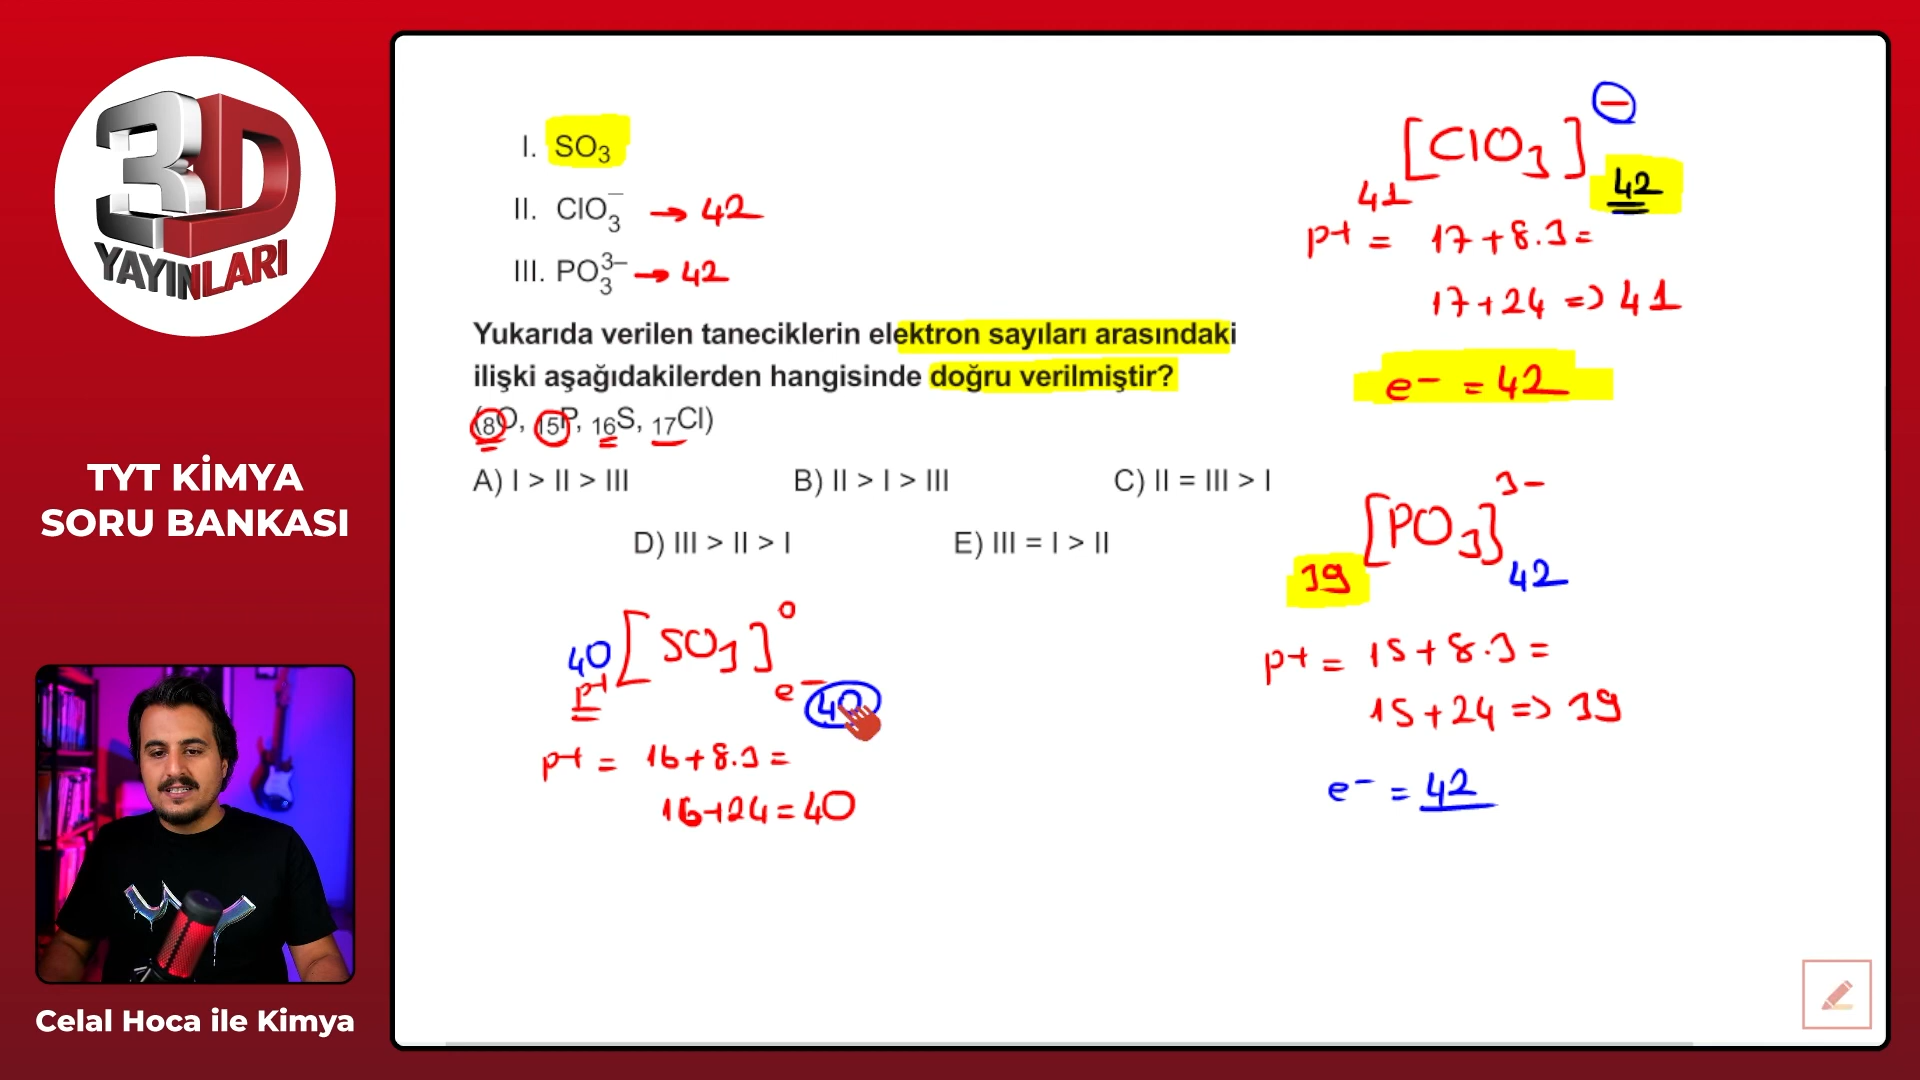 3D
YAYINLARI
TYT KİMYA
SORU BANKASI
Celal Hoca ile Kimya
I. SO₃
II. ClO₃⁻ → 42
III. PO₃³⁻ → 42
Yukarıda verilen taneciklerin elektron sayıları arasındaki
ilişki aşağıdakilerden hangisinde doğru verilmiştir?
(₈O, ₁₅P, ₁₆S, ₁₇Cl)
A) I > II > III
B) II > I > III
C) II = III > I
D) III > II > I
E) III = I > II
40 [SO₃]⁰
p+ e⁻ 40
p+ = 16+8.3 =
16+24 = 40
[ClO₃]⁻
41 42
p+ = 17+8.3 =
17+24 => 41
e⁻ = 42
[PO₃]³⁻
39 42
p+ = 15+8.3 =
15+24 => 39
e⁻ = 42